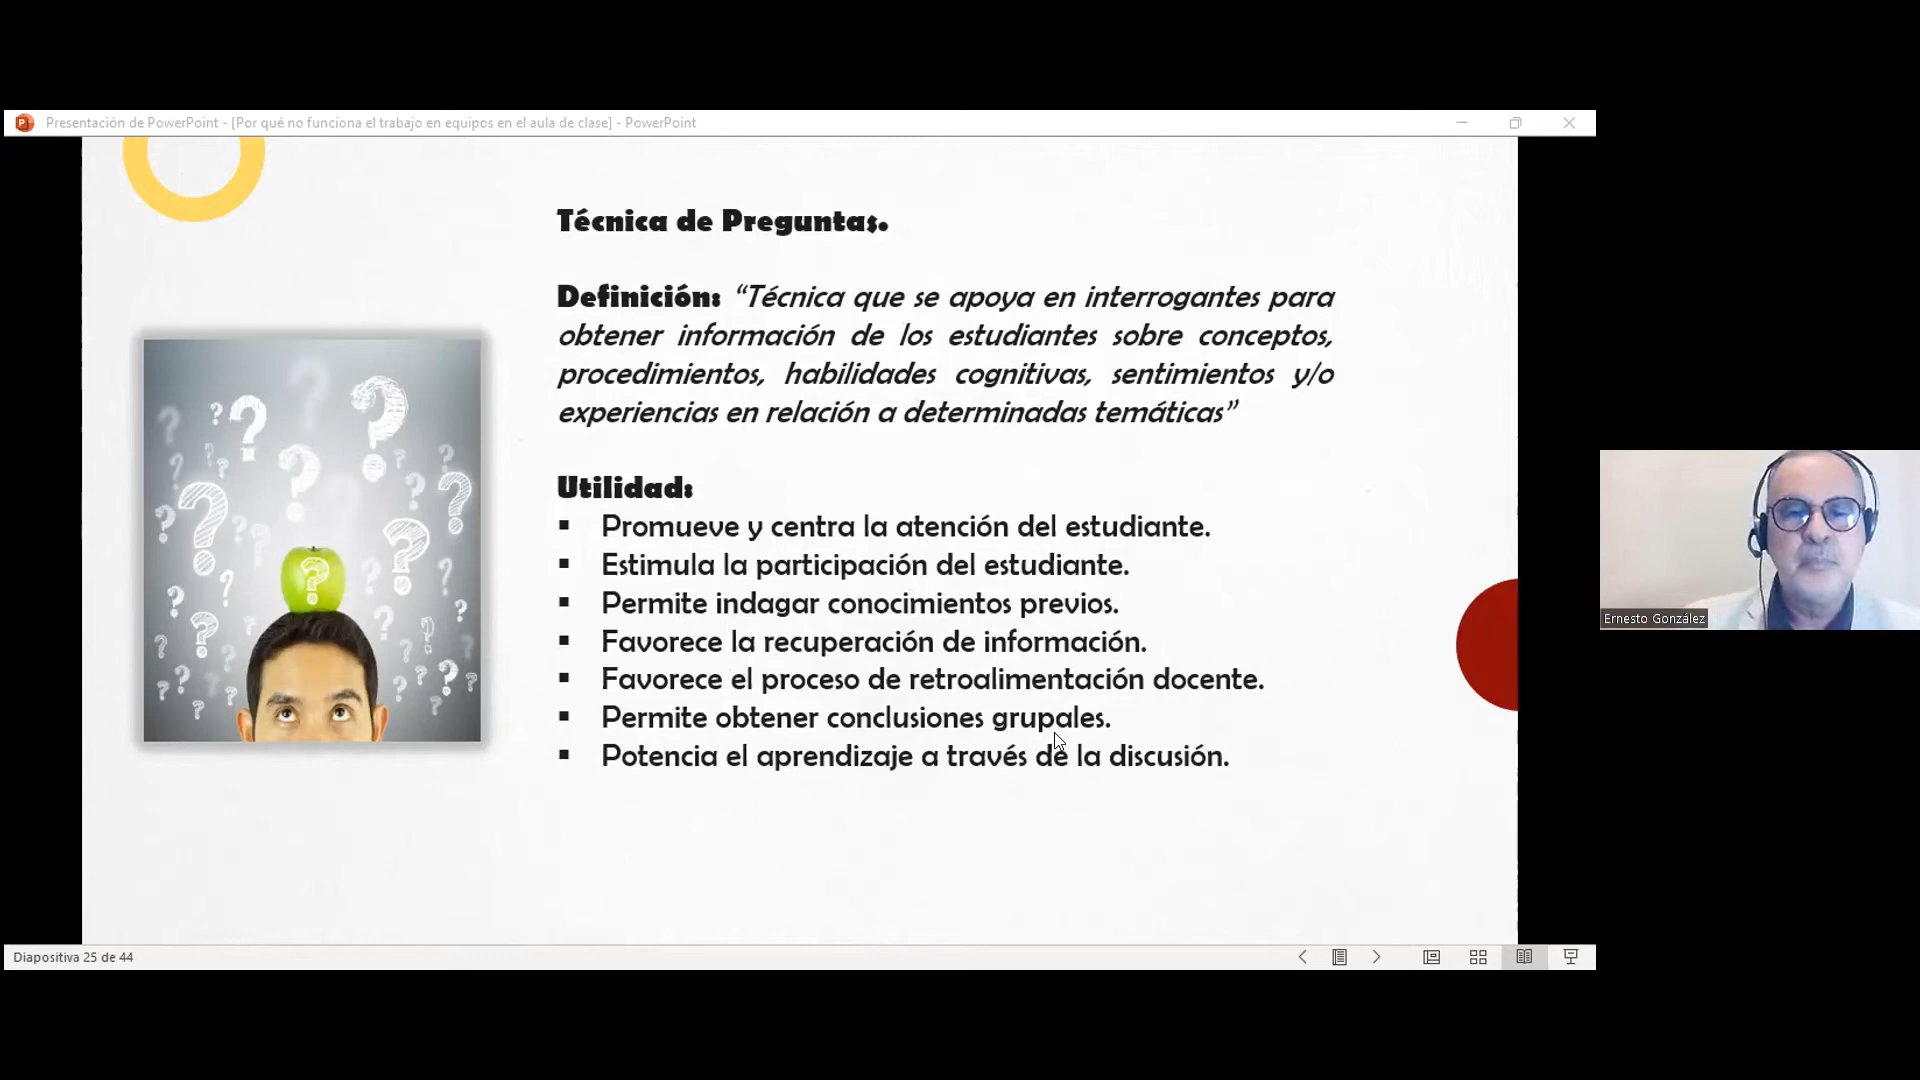 Presentación de PowerPoint - [Por qué no funciona el trabajo en equipos en el aula de clase] - PowerPoint
Técnica de Preguntas.
Definición: “Técnica que se apoya en interrogantes para
obtener información de los estudiantes sobre conceptos,
procedimientos, habilidades cognitivas, sentimientos y/o
experiencias en relación a determinadas temáticas”
Utilidad:
▪ Promueve y centra la atención del estudiante.
▪ Estimula la participación del estudiante.
▪ Permite indagar conocimientos previos.
▪ Favorece la recuperación de información.
▪ Favorece el proceso de retroalimentación docente.
▪ Permite obtener conclusiones grupales.
▪ Potencia el aprendizaje a través de la discusión.
Ernesto González
Diapositiva 25 de 44